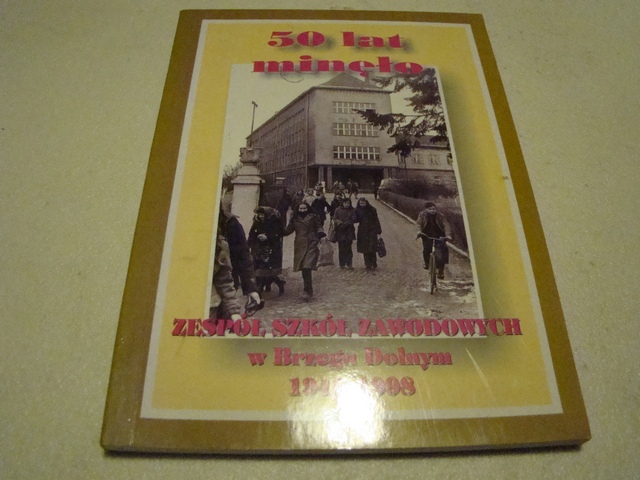 50 lat
minęło
ZESPÓŁ SZKÓŁ ZAWODOWYCH
w Brzegu Dolnym